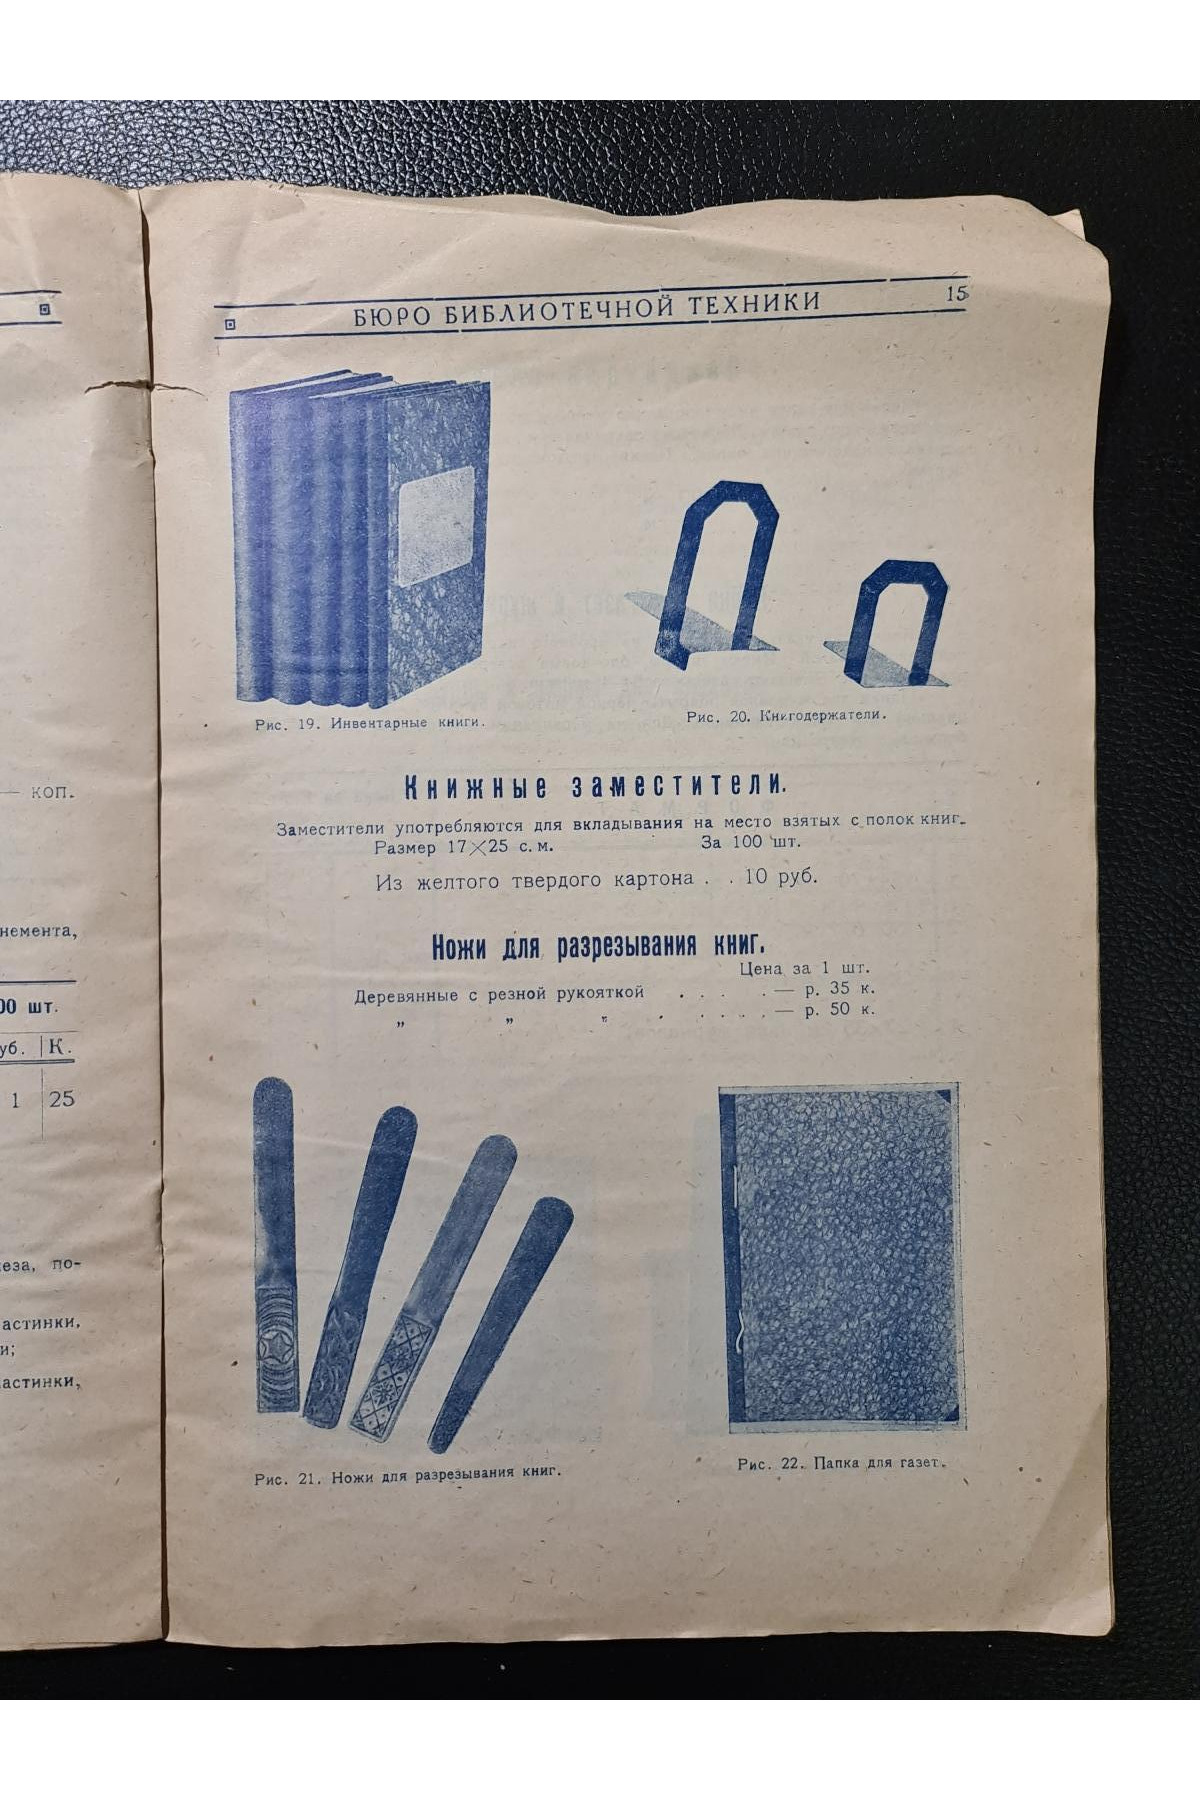 БЮРО БИБЛИОТЕЧНОЙ ТЕХНИКИ 15
Рис. 19. Инвентарные книги.
Рис. 20. Книгодержатели.
Книжные заместители.
Заместители употребляются для вкладывания на место взятых с полок книг.
Размер 17×25 с.м. За 100 шт.
Из желтого твердого картона . . 10 руб.
Ножи для разрезывания книг.
Цена за 1 шт.
Деревянные с резной рукояткой . . . . — р. 35 к.
„ „ „ . . . . . — р. 50 к.
Рис. 21. Ножи для разрезывания книг.
Рис. 22. Папка для газет.
— коп.
немента,
00 шт.
уб. К.
1 25
еза, по-
астинки,
и;
астинки,